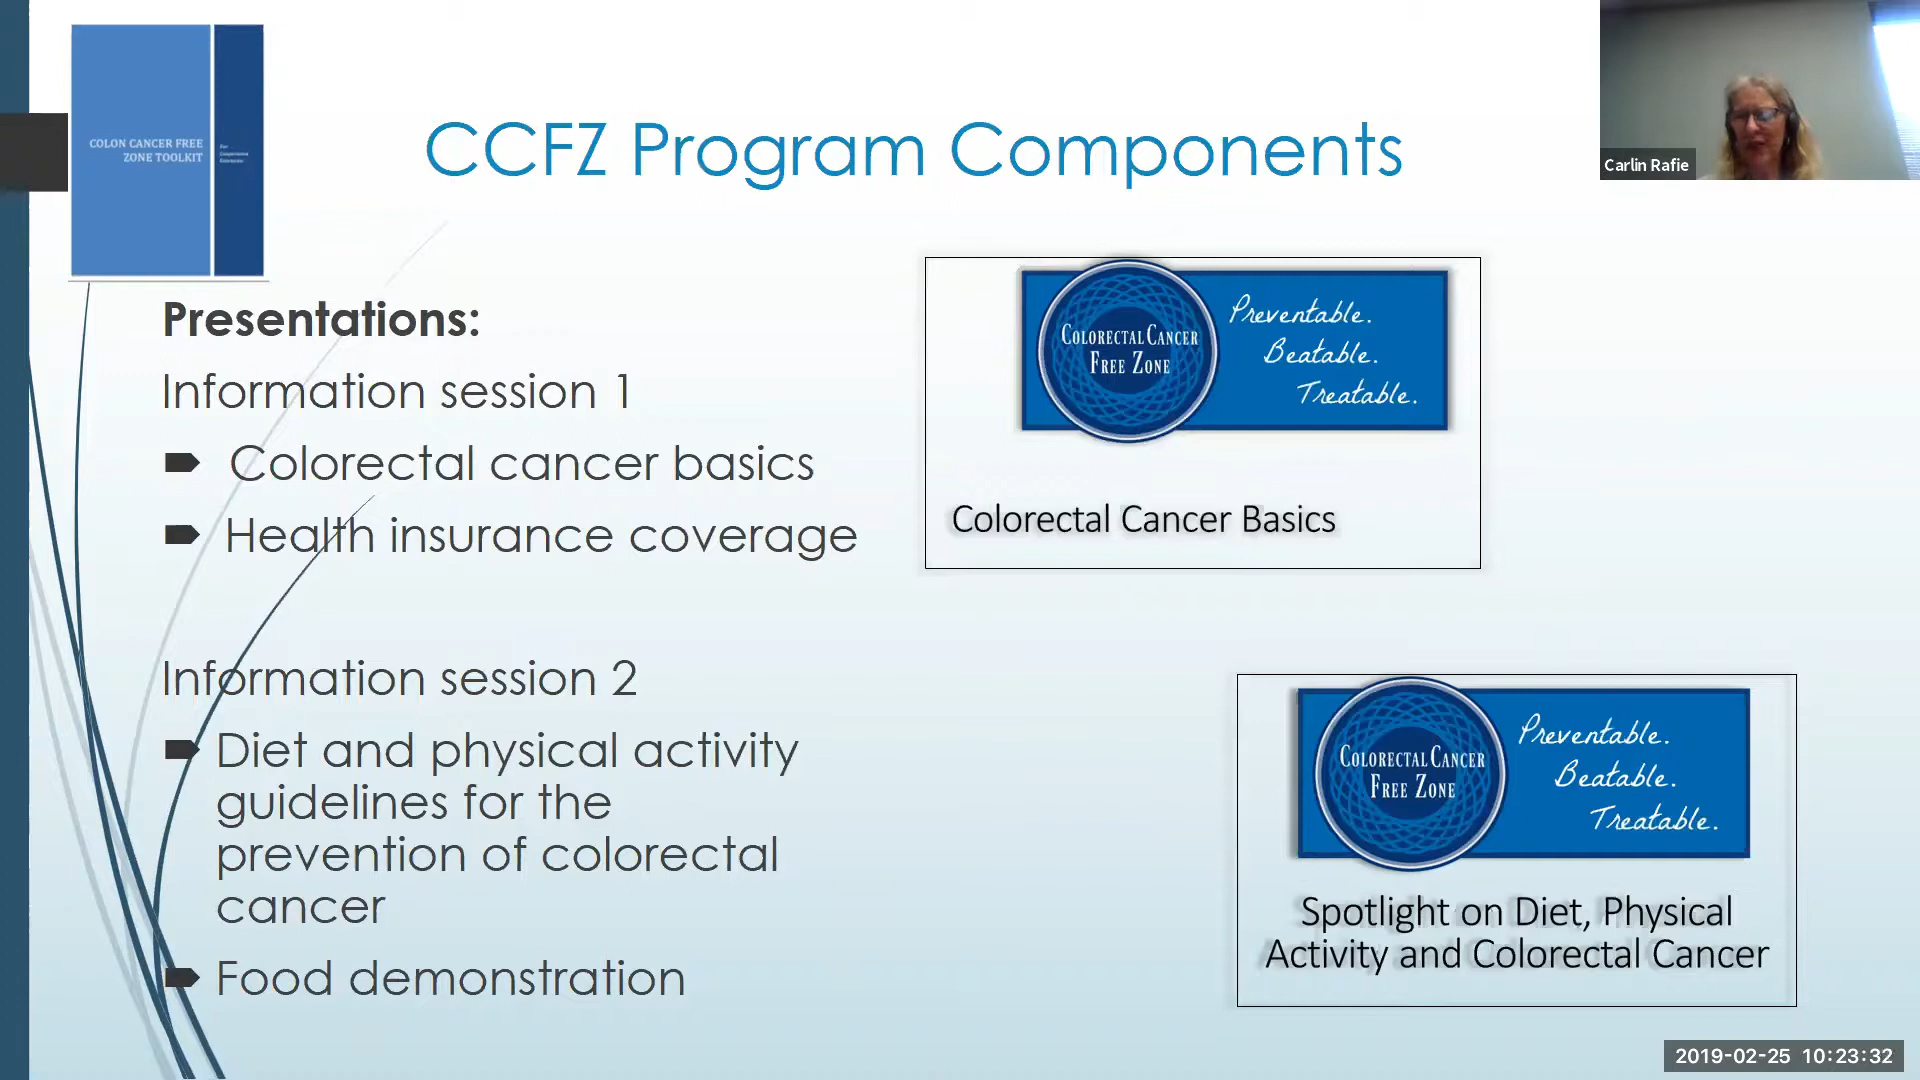 COLON CANCER FREE
ZONE TOOLKIT
For
Cooperative
Extension
CCFZ Program Components
Carlin Rafie
Presentations:
Information session 1
Colorectal cancer basics
Health insurance coverage
Information session 2
Diet and physical activity
guidelines for the
prevention of colorectal
cancer
Food demonstration
COLORECTAL CANCER
FREE ZONE
Preventable.
Beatable.
Treatable.
Colorectal Cancer Basics
COLORECTAL CANCER
FREE ZONE
Preventable.
Beatable.
Treatable.
Spotlight on Diet, Physical
Activity and Colorectal Cancer
2019-02-25 10:23:32